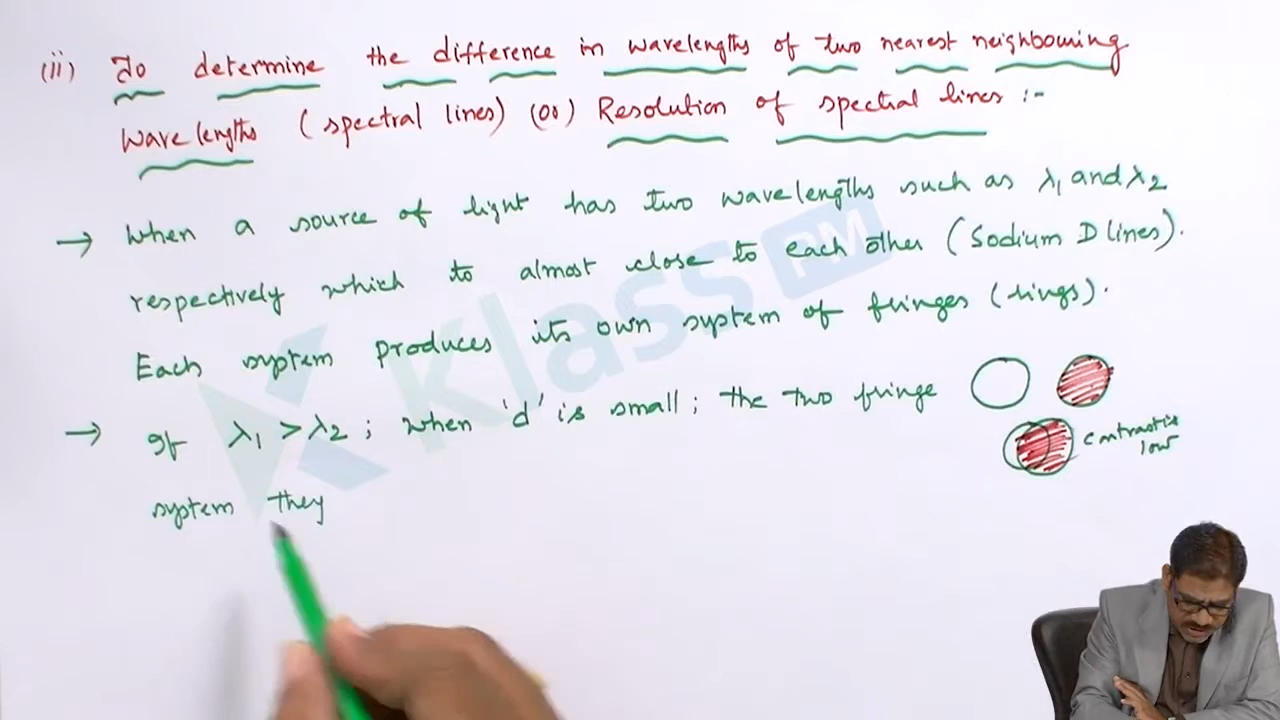 (ii) To determine the difference in wavelengths of two nearest neighbouring
wavelengths (spectral lines) (Or) Resolution of spectral lines :-
→ When a source of light has two wavelengths such as λ1 and λ2
respectively which to almost close to each other (Sodium D lines).
Each system produces its own system of fringes (rings).
→ If λ1 > λ2 ; when 'd' is small ; the two fringe
system they
contrast is
low
Klass PM